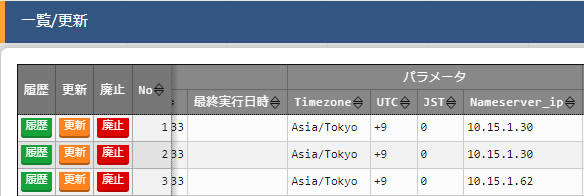 一覧/更新
パラメータ
履歴 更新 廃止 No 最終実行日時 Timezone UTC JST Nameserver_ip
履歴 更新 廃止 1 33 Asia/Tokyo +9 0 10.15.1.30
履歴 更新 廃止 2 33 Asia/Tokyo +9 0 10.15.1.30
履歴 更新 廃止 3 33 Asia/Tokyo +9 0 10.15.1.62